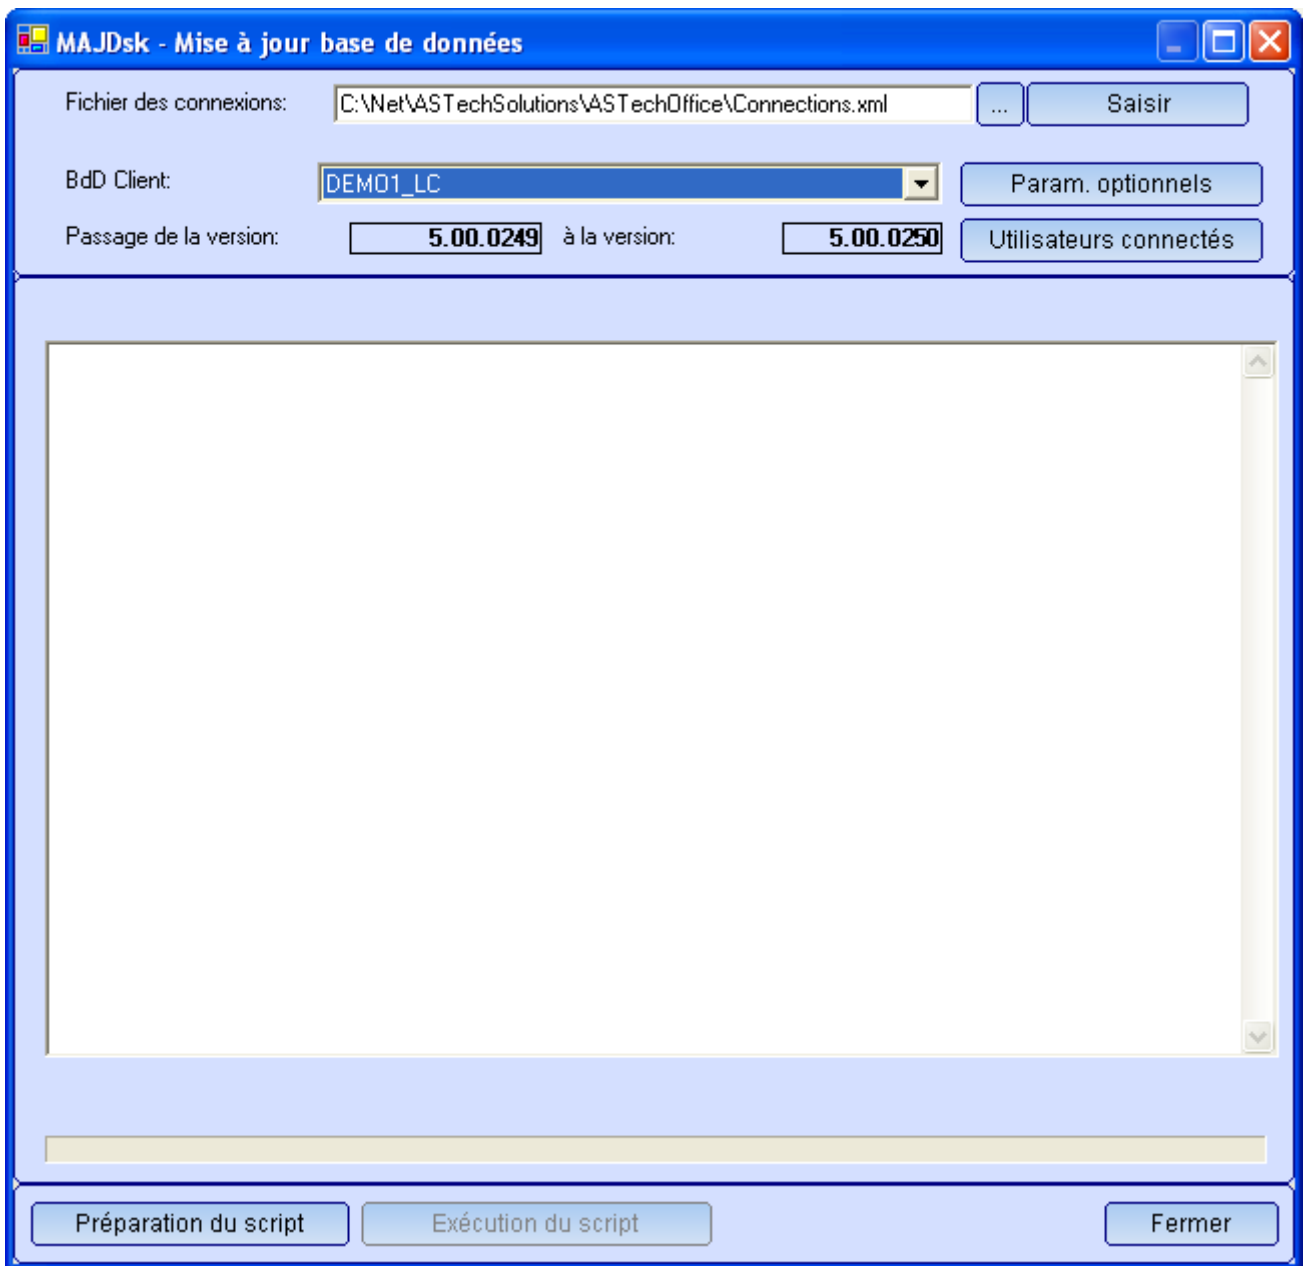 MAJDsk - Mise à jour base de données
Fichier des connexions: C:\Net\ASTechSolutions\ASTechOffice\Connections.xml ... Saisir
BdD Client: DEMO1_LC Param. optionnels
Passage de la version: 5.00.0249 à la version: 5.00.0250 Utilisateurs connectés
Préparation du script Exécution du script Fermer